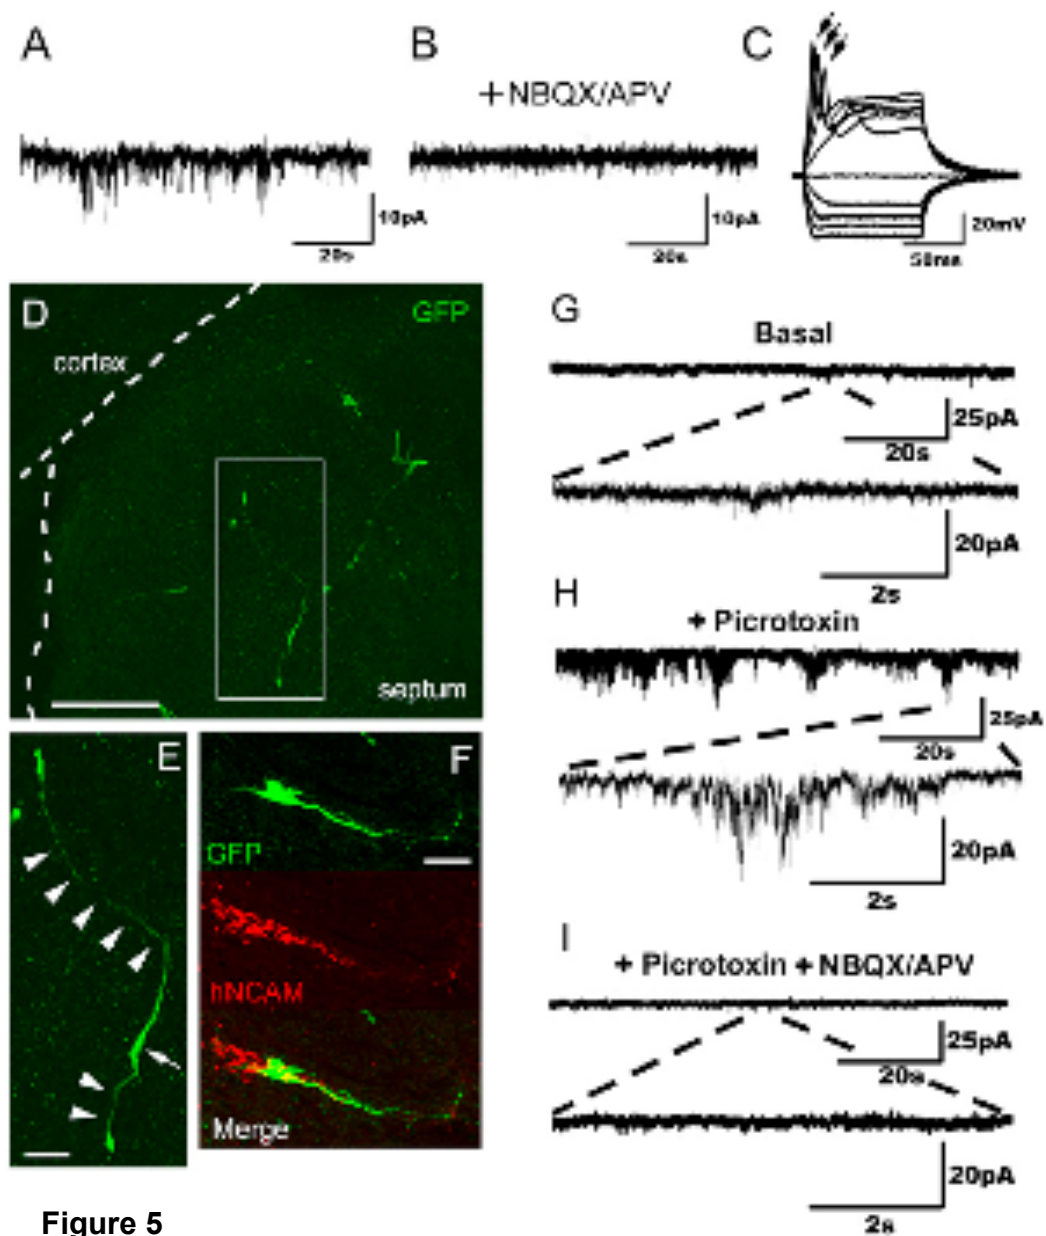 A
10pA
20s
B
+NBQX/APV
10pA
20s
C
20mV
50ms
D
GFP
cortex
septum
E
F
GFP
hNCAM
Merge
G
Basal
25pA
20s
20pA
2s
H
+ Picrotoxin
25pA
20s
20pA
2s
I
+ Picrotoxin + NBQX/APV
25pA
20s
20pA
2s
Figure 5